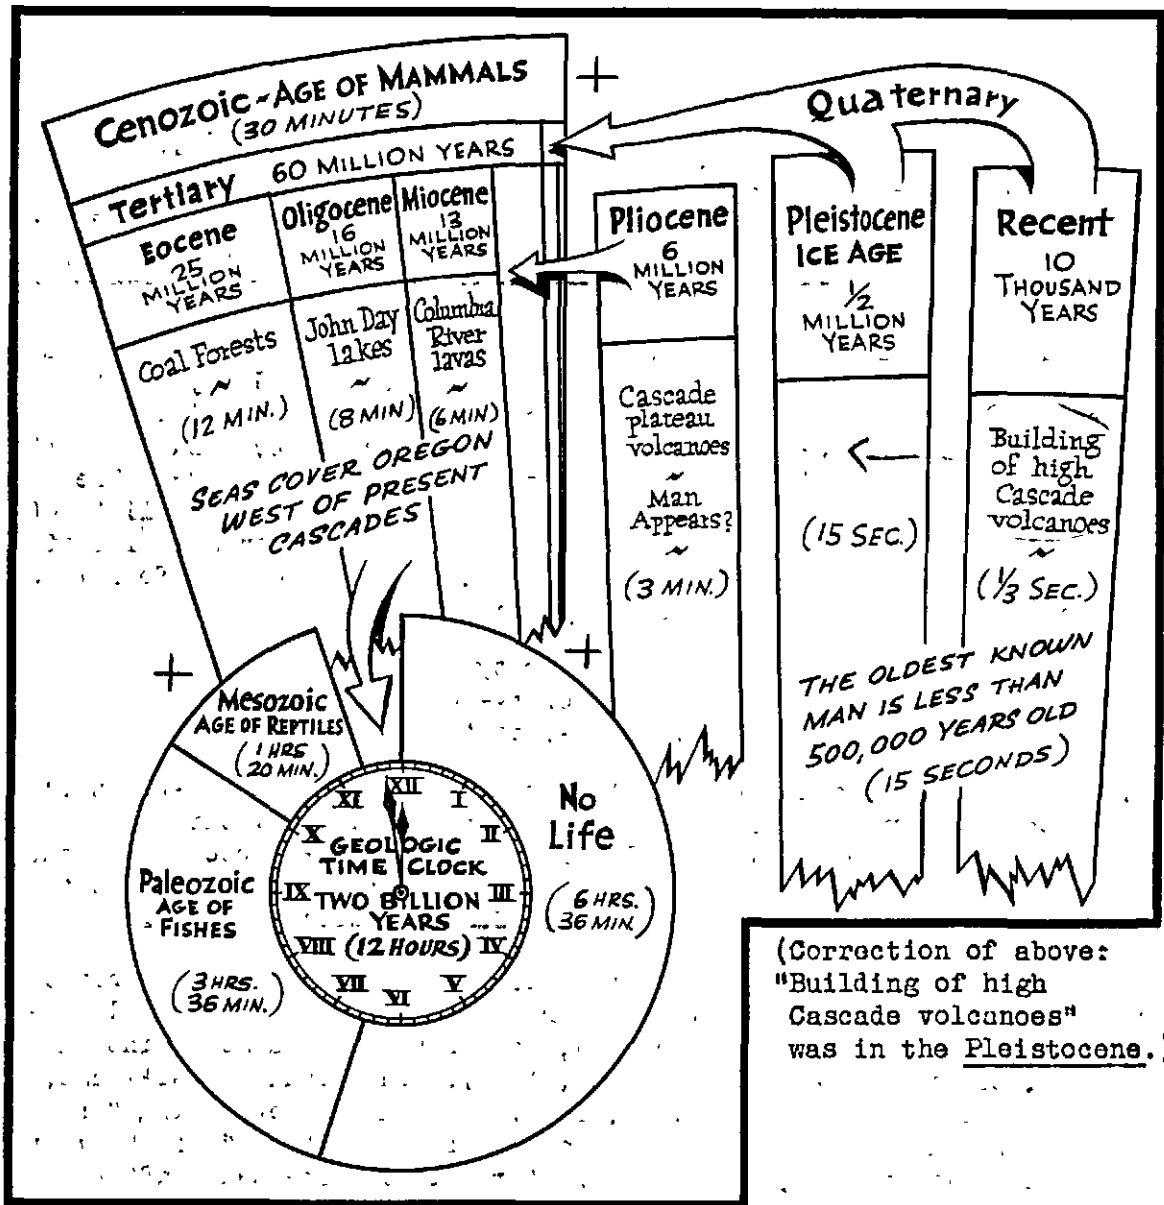 Cenozoic - AGE OF MAMMALS
(30 MINUTES)
Tertiary 60 MILLION YEARS
Eocene
25
MILLION
YEARS
Coal Forests
~
(12 MIN.)
Oligocene
16
MILLION
YEARS
John Day
lakes
~
(8 MIN)
Miocene
13
MILLION
YEARS
Columbia
River
lavas
~
(6 MIN)
SEAS COVER OREGON
WEST OF PRESENT
CASCADES
Pliocene
6
MILLION
YEARS
Cascade
plateau
volcanoes
~
Man
Appears?
~
(3 MIN.)
Quaternary
Pleistocene
ICE AGE
1/2
MILLION
YEARS
(15 SEC.)
Recent
10
THOUSAND
YEARS
Building
of high
Cascade
volcanoes
~
(1/3 SEC.)
THE OLDEST KNOWN
MAN IS LESS THAN
500,000 YEARS OLD
(15 SECONDS)
Mesozoic
AGE OF REPTILES
(1 HRS
20 MIN.)
Paleozoic
AGE OF
FISHES
(3 HRS.
36 MIN.)
No
Life
(6 HRS.
36 MIN.)
XII
I
II
III
IV
V
VI
VII
VIII
IX
X
XI
GEOLOGIC
TIME CLOCK
TWO BILLION
YEARS
(12 HOURS)
(Correction of above:
"Building of high
Cascade volcanoes"
was in the Pleistocene.)